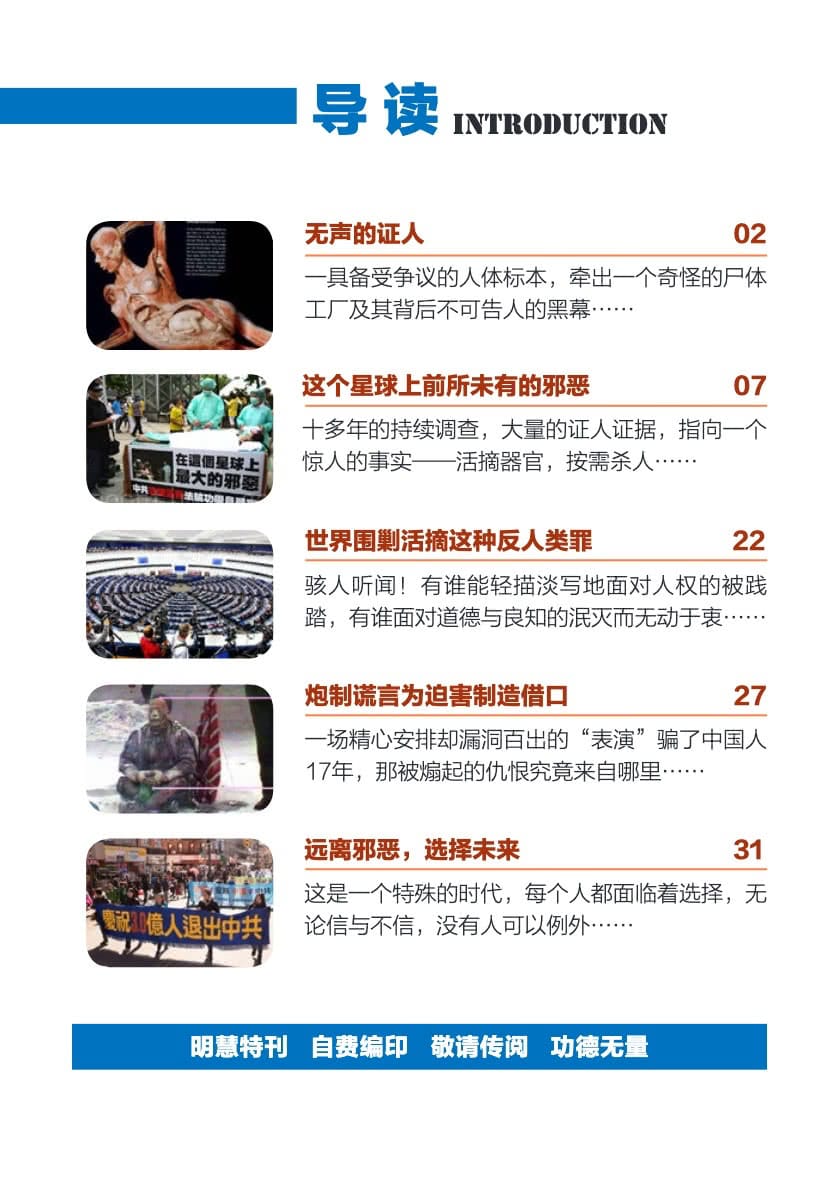 导读 INTRODUCTION
无声的证人 02
一具备受争议的人体标本，牵出一个奇怪的尸体
工厂及其背后不可告人的黑幕……
在這個星球上
最大的邪惡
这个星球上前所未有的邪恶 07
十多年的持续调查，大量的证人证据，指向一个
惊人的事实——活摘器官，按需杀人……
世界围剿活摘这种反人类罪 22
骇人听闻！有谁能轻描淡写地面对人权的被践
踏，有谁面对道德与良知的泯灭而无动于衷……
炮制谎言为迫害制造借口 27
一场精心安排却漏洞百出的“表演”骗了中国人
17年，那被煽起的仇恨究竟来自哪里……
慶祝3.0億人退出中共
远离邪恶，选择未来 31
这是一个特殊的时代，每个人都面临着选择，无
论信与不信，没有人可以例外……
明慧特刊 自费编印 敬请传阅 功德无量